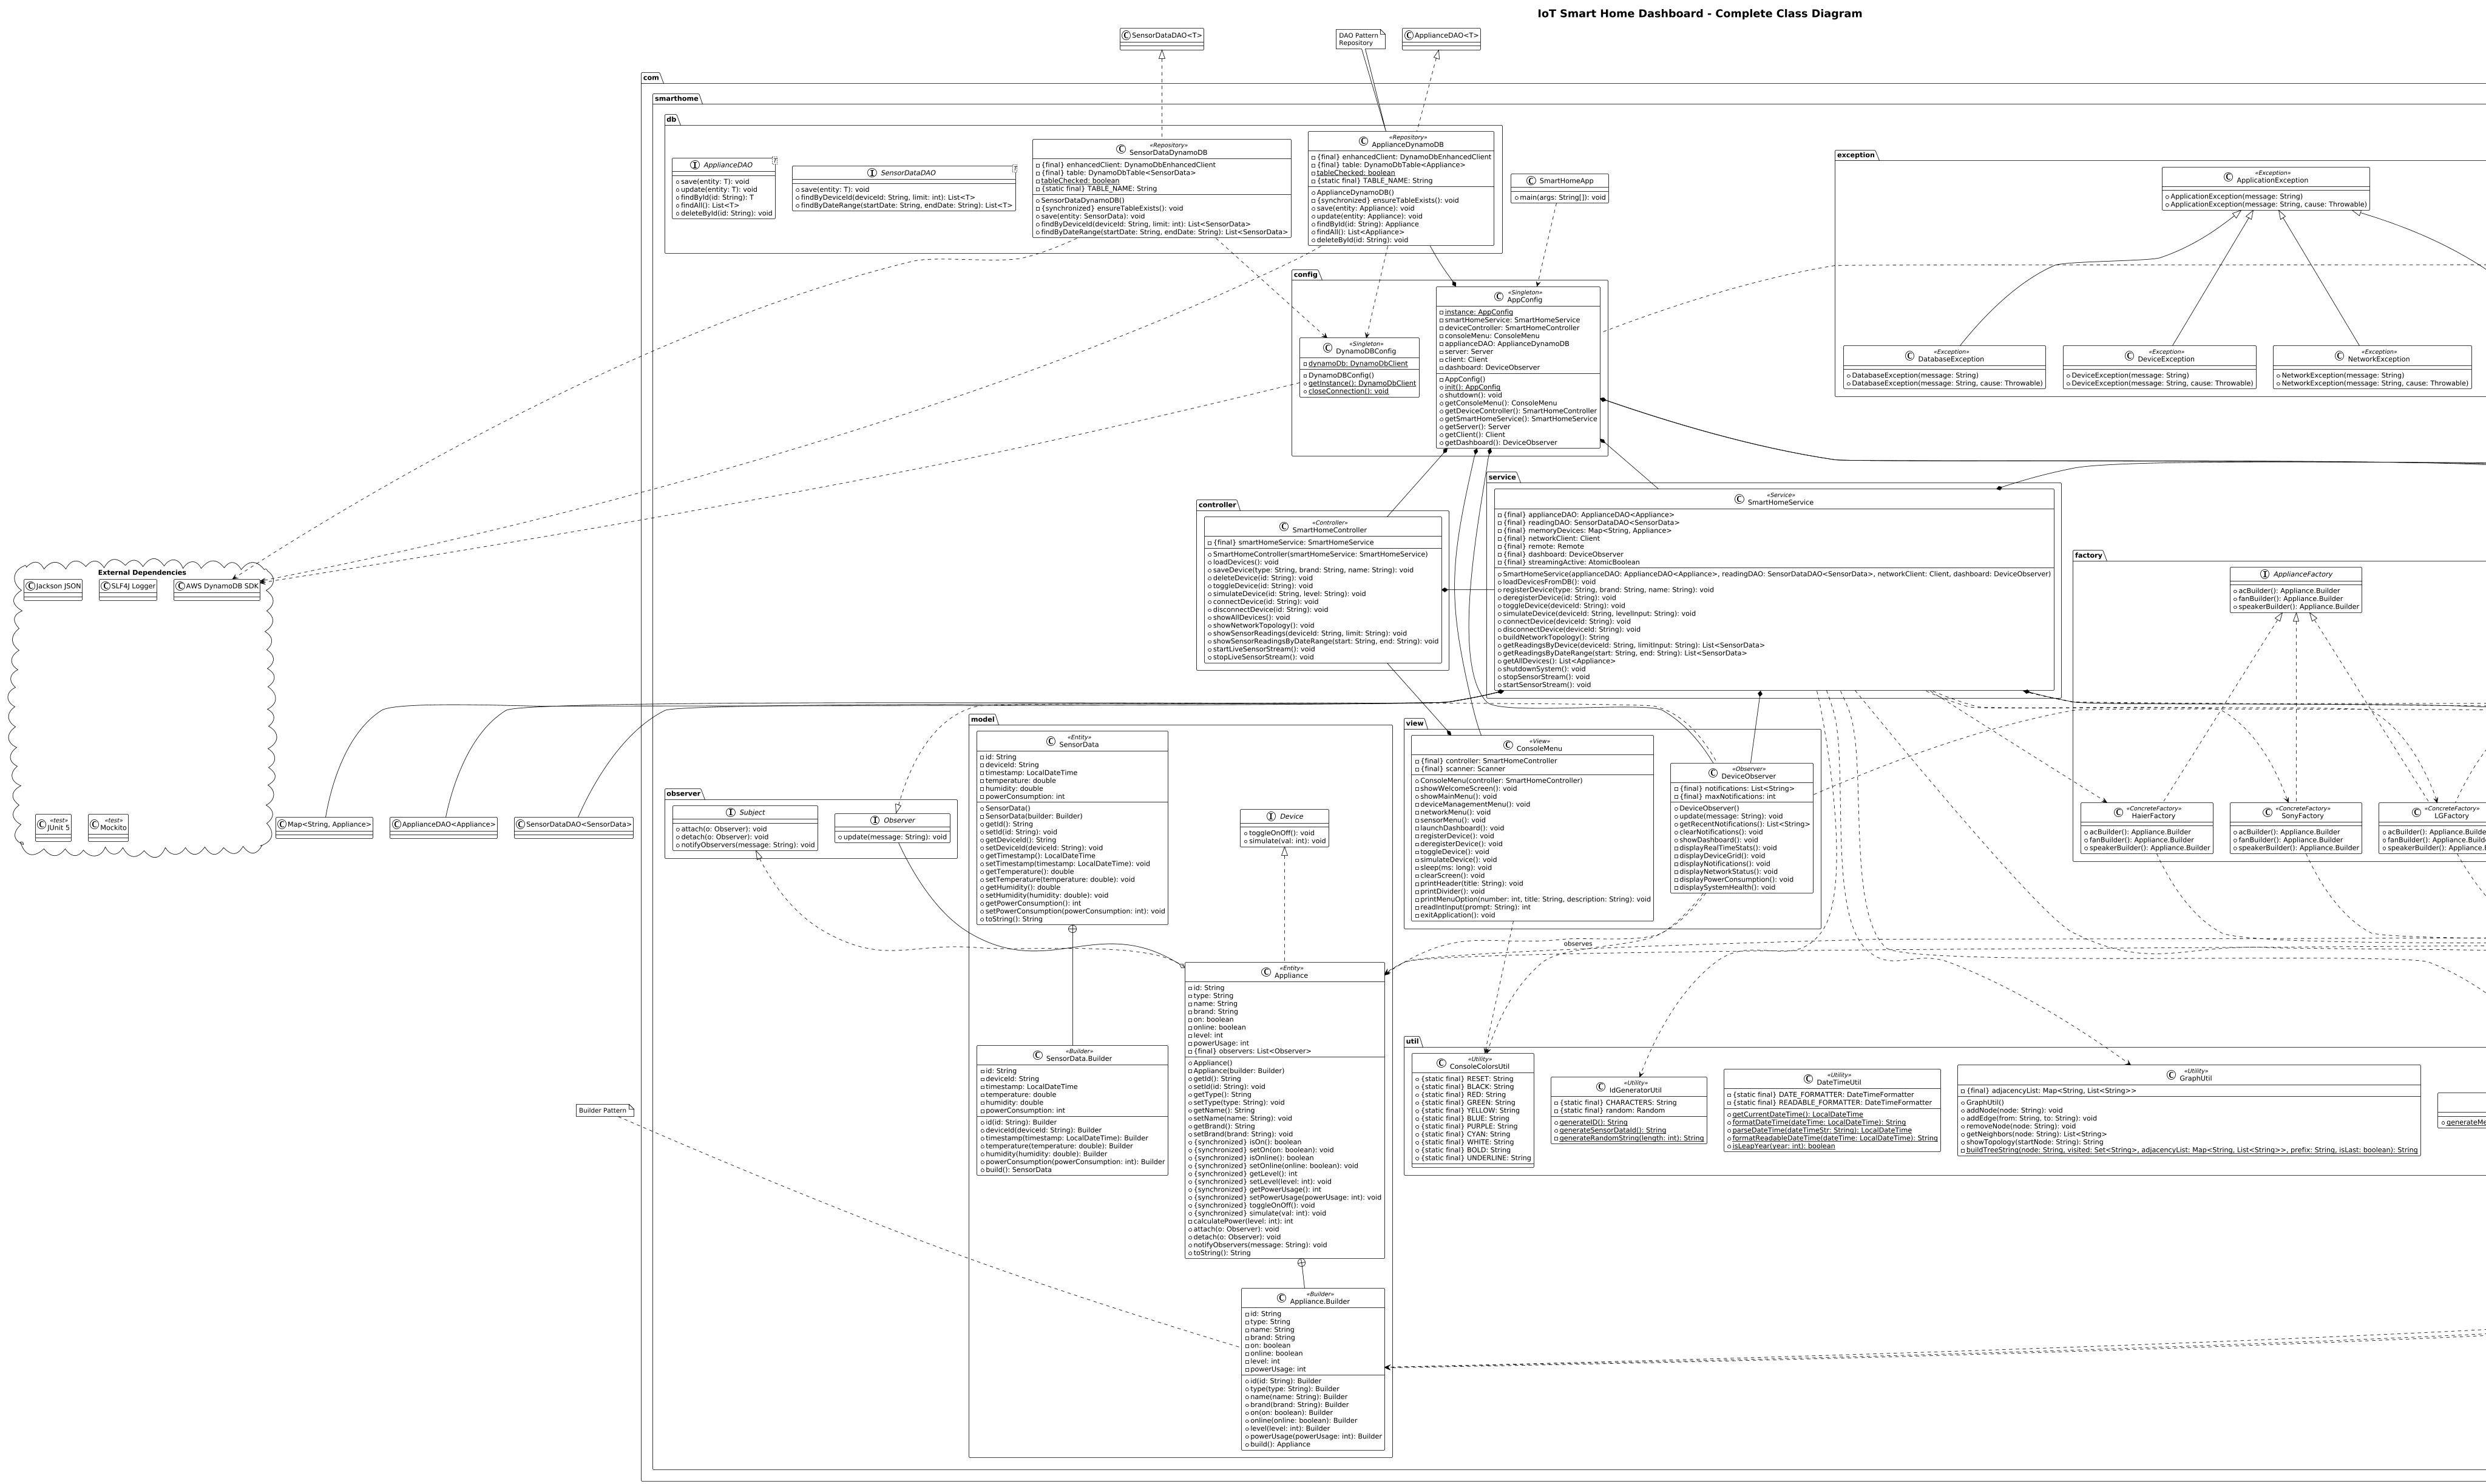 IoT Smart Home Dashboard - Complete Class Diagram
SensorDataDAO<T>
DAO Pattern
Repository
ApplianceDAO<T>
com
smarthome
db
ApplianceDAO
T
save(entity: T): void
update(entity: T): void
findById(id: String): T
findAll(): List<T>
deleteById(id: String): void
SensorDataDAO
T
save(entity: T): void
findByDeviceId(deviceId: String, limit: int): List<T>
findByDateRange(startDate: String, endDate: String): List<T>
«Repository»
SensorDataDynamoDB
{final} enhancedClient: DynamoDbEnhancedClient
{final} table: DynamoDbTable<SensorData>
tableChecked: boolean
{static final} TABLE_NAME: String
SensorDataDynamoDB()
{synchronized} ensureTableExists(): void
save(entity: SensorData): void
findByDeviceId(deviceId: String, limit: int): List<SensorData>
findByDateRange(startDate: String, endDate: String): List<SensorData>
«Repository»
ApplianceDynamoDB
{final} enhancedClient: DynamoDbEnhancedClient
{final} table: DynamoDbTable<Appliance>
tableChecked: boolean
{static final} TABLE_NAME: String
ApplianceDynamoDB()
{synchronized} ensureTableExists(): void
save(entity: Appliance): void
update(entity: Appliance): void
findById(id: String): Appliance
findAll(): List<Appliance>
deleteById(id: String): void
SmartHomeApp
main(args: String[]): void
exception
«Exception»
ApplicationException
ApplicationException(message: String)
ApplicationException(message: String, cause: Throwable)
«Exception»
DatabaseException
DatabaseException(message: String)
DatabaseException(message: String, cause: Throwable)
«Exception»
DeviceException
DeviceException(message: String)
DeviceException(message: String, cause: Throwable)
«Exception»
NetworkException
NetworkException(message: String)
NetworkException(message: String, cause: Throwable)
config
«Singleton»
DynamoDBConfig
dynamoDb: DynamoDbClient
DynamoDBConfig()
getInstance(): DynamoDbClient
closeConnection(): void
«Singleton»
AppConfig
instance: AppConfig
smartHomeService: SmartHomeService
deviceController: SmartHomeController
consoleMenu: ConsoleMenu
applianceDAO: ApplianceDynamoDB
server: Server
client: Client
dashboard: DeviceObserver
AppConfig()
init(): AppConfig
shutdown(): void
getConsoleMenu(): ConsoleMenu
getDeviceController(): SmartHomeController
getSmartHomeService(): SmartHomeService
getServer(): Server
getClient(): Client
getDashboard(): DeviceObserver
controller
«Controller»
SmartHomeController
{final} smartHomeService: SmartHomeService
SmartHomeController(smartHomeService: SmartHomeService)
loadDevices(): void
saveDevice(type: String, brand: String, name: String): void
deleteDevice(id: String): void
toggleDevice(id: String): void
simulateDevice(id: String, level: String): void
connectDevice(id: String): void
disconnectDevice(id: String): void
showAllDevices(): void
showNetworkTopology(): void
showSensorReadings(deviceId: String, limit: String): void
showSensorReadingsByDateRange(start: String, end: String): void
startLiveSensorStream(): void
stopLiveSensorStream(): void
service
«Service»
SmartHomeService
{final} applianceDAO: ApplianceDAO<Appliance>
{final} readingDAO: SensorDataDAO<SensorData>
{final} memoryDevices: Map<String, Appliance>
{final} networkClient: Client
{final} remote: Remote
{final} dashboard: DeviceObserver
{final} streamingActive: AtomicBoolean
SmartHomeService(applianceDAO: ApplianceDAO<Appliance>, readingDAO: SensorDataDAO<SensorData>, networkClient: Client, dashboard: DeviceObserver)
loadDevicesFromDB(): void
registerDevice(type: String, brand: String, name: String): void
deregisterDevice(id: String): void
toggleDevice(deviceId: String): void
simulateDevice(deviceId: String, levelInput: String): void
connectDevice(deviceId: String): void
disconnectDevice(deviceId: String): void
buildNetworkTopology(): String
getReadingsByDevice(deviceId: String, limitInput: String): List<SensorData>
getReadingsByDateRange(start: String, end: String): List<SensorData>
getAllDevices(): List<Appliance>
shutdownSystem(): void
stopSensorStream(): void
startSensorStream(): void
factory
ApplianceFactory
acBuilder(): Appliance.Builder
fanBuilder(): Appliance.Builder
speakerBuilder(): Appliance.Builder
«ConcreteFactory»
HaierFactory
acBuilder(): Appliance.Builder
fanBuilder(): Appliance.Builder
speakerBuilder(): Appliance.Builder
«ConcreteFactory»
SonyFactory
acBuilder(): Appliance.Builder
fanBuilder(): Appliance.Builder
speakerBuilder(): Appliance.Builder
«ConcreteFactory»
LGFactory
acBuilder(): Appliance.Builde
fanBuilder(): Appliance.Build
speakerBuilder(): Appliance.
External Dependencies
Jackson JSON
SLF4J Logger
AWS DynamoDB SDK
«test»
JUnit 5
«test»
Mockito
Map<String, Appliance>
ApplianceDAO<Appliance>
SensorDataDAO<SensorData>
observer
Subject
attach(o: Observer): void
detach(o: Observer): void
notifyObservers(message: String): void
Observer
update(message: String): void
model
«Entity»
SensorData
id: String
deviceId: String
timestamp: LocalDateTime
temperature: double
humidity: double
powerConsumption: int
SensorData()
SensorData(builder: Builder)
getId(): String
setId(id: String): void
getDeviceId(): String
setDeviceId(deviceId: String): void
getTimestamp(): LocalDateTime
setTimestamp(timestamp: LocalDateTime): void
getTemperature(): double
setTemperature(temperature: double): void
getHumidity(): double
setHumidity(humidity: double): void
getPowerConsumption(): int
setPowerConsumption(powerConsumption: int): void
toString(): String
Device
toggleOnOff(): void
simulate(val: int): void
view
«View»
ConsoleMenu
{final} controller: SmartHomeController
{final} scanner: Scanner
ConsoleMenu(controller: SmartHomeController)
showWelcomeScreen(): void
showMainMenu(): void
deviceManagementMenu(): void
networkMenu(): void
sensorMenu(): void
launchDashboard(): void
registerDevice(): void
deregisterDevice(): void
toggleDevice(): void
simulateDevice(): void
sleep(ms: long): void
clearScreen(): void
printHeader(title: String): void
printDivider(): void
printMenuOption(number: int, title: String, description: String): void
readIntInput(prompt: String): int
exitApplication(): void
«Observer»
DeviceObserver
{final} notifications: List<String>
{final} maxNotifications: int
DeviceObserver()
update(message: String): void
getRecentNotifications(): List<String>
clearNotifications(): void
showDashboard(): void
displayRealTimeStats(): void
displayDeviceGrid(): void
displayNotifications(): void
displayNetworkStatus(): void
displayPowerConsumption(): void
displaySystemHealth(): void
observes
«Entity»
Appliance
id: String
type: String
name: String
brand: String
on: boolean
online: boolean
level: int
powerUsage: int
{final} observers: List<Observer>
Appliance()
Appliance(builder: Builder)
getId(): String
setId(id: String): void
getType(): String
setType(type: String): void
getName(): String
setName(name: String): void
getBrand(): String
setBrand(brand: String): void
{synchronized} isOn(): boolean
{synchronized} setOn(on: boolean): void
{synchronized} isOnline(): boolean
{synchronized} setOnline(online: boolean): void
{synchronized} getLevel(): int
{synchronized} setLevel(level: int): void
{synchronized} getPowerUsage(): int
{synchronized} setPowerUsage(powerUsage: int): void
{synchronized} toggleOnOff(): void
{synchronized} simulate(val: int): void
calculatePower(level: int): int
attach(o: Observer): void
detach(o: Observer): void
notifyObservers(message: String): void
toString(): String
«Builder»
SensorData.Builder
id: String
deviceId: String
timestamp: LocalDateTime
temperature: double
humidity: double
powerConsumption: int
id(id: String): Builder
deviceId(deviceId: String): Builder
timestamp(timestamp: LocalDateTime): Builder
temperature(temperature: double): Builder
humidity(humidity: double): Builder
powerConsumption(powerConsumption: int): Builder
build(): SensorData
Builder Pattern
util
«Utility»
ConsoleColorsUtil
{static final} RESET: String
{static final} BLACK: String
{static final} RED: String
{static final} GREEN: String
{static final} YELLOW: String
{static final} BLUE: String
{static final} PURPLE: String
{static final} CYAN: String
{static final} WHITE: String
{static final} BOLD: String
{static final} UNDERLINE: String
«Utility»
IdGeneratorUtil
{static final} CHARACTERS: String
{static final} random: Random
generateID(): String
generateSensorDataId(): String
generateRandomString(length: int): String
«Utility»
DateTimeUtil
{static final} DATE_FORMATTER: DateTimeFormatter
{static final} READABLE_FORMATTER: DateTimeFormatter
getCurrentDateTime(): LocalDateTime
formatDateTime(dateTime: LocalDateTime): String
parseDateTime(dateTimeStr: String): LocalDateTime
formatReadableDateTime(dateTime: LocalDateTime): String
isLeapYear(year: int): boolean
«Utility»
GraphUtil
{final} adjacencyList: Map<String, List<String>>
GraphUtil()
addNode(node: String): void
addEdge(from: String, to: String): void
removeNode(node: String): void
getNeighbors(node: String): List<String>
showTopology(startNode: String): String
buildTreeString(node: String, visited: Set<String>, adjacencyList: Map<String, List<String>>, prefix: String, isLast: boolean): String
generateMe
«Builder»
Appliance.Builder
id: String
type: String
name: String
brand: String
on: boolean
online: boolean
level: int
powerUsage: int
id(id: String): Builder
type(type: String): Builder
name(name: String): Builder
brand(brand: String): Builder
on(on: boolean): Builder
online(online: boolean): Builder
level(level: int): Builder
powerUsage(powerUsage: int): Builder
build(): Appliance